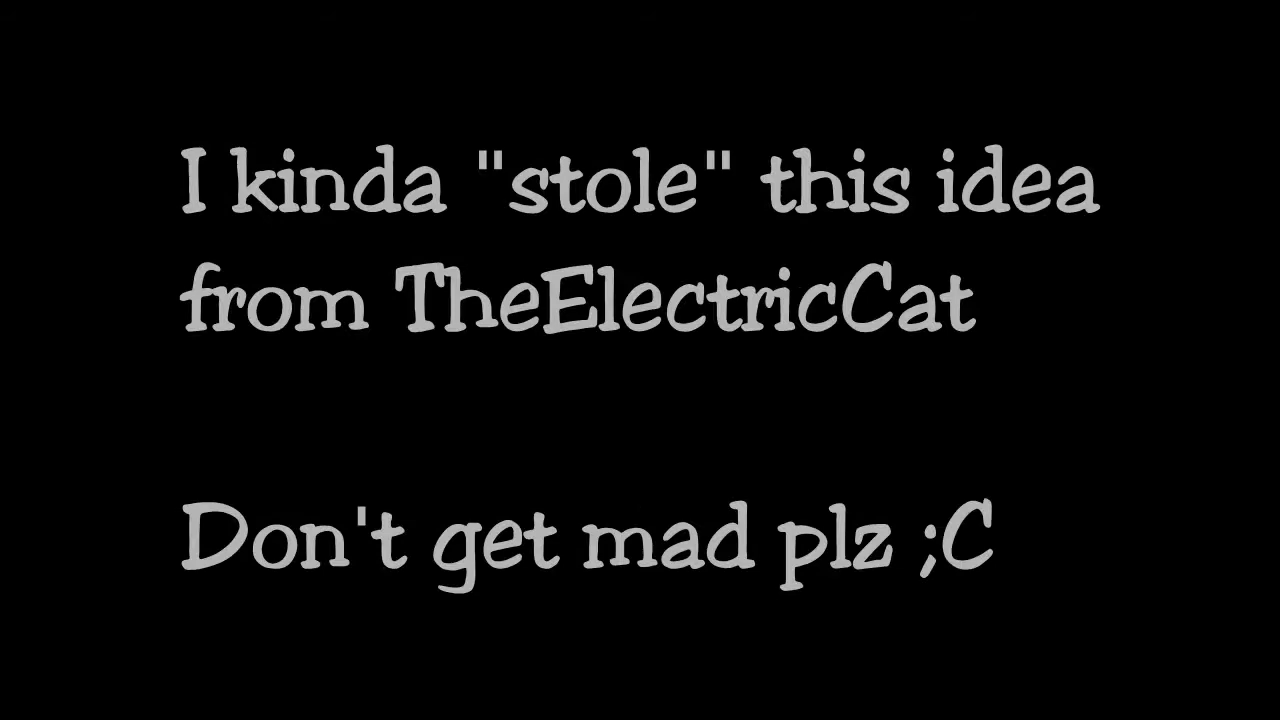 I kinda "stole" this idea
from TheElectricCat
Don't get mad plz ;C